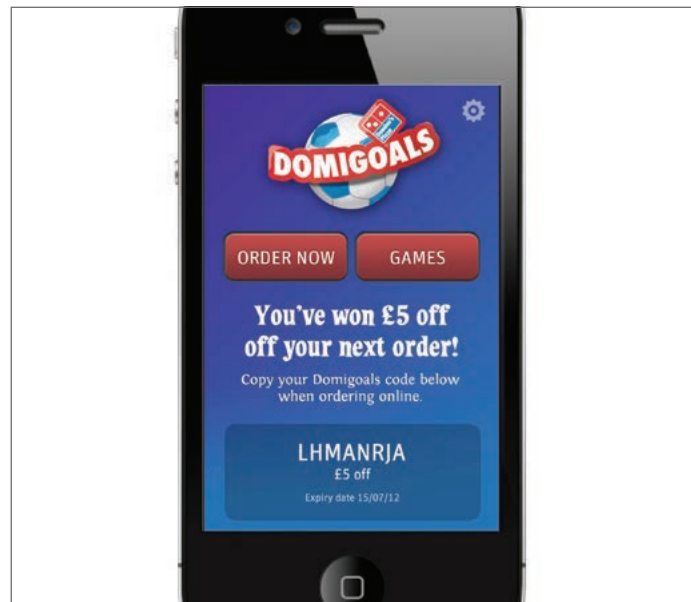 DOMIGOALS
ORDER NOW
GAMES
You've won £5 off
off your next order!
Copy your Domigoals code below
when ordering online.
LHMANRJA
£5 off
Expiry date 15/07/12